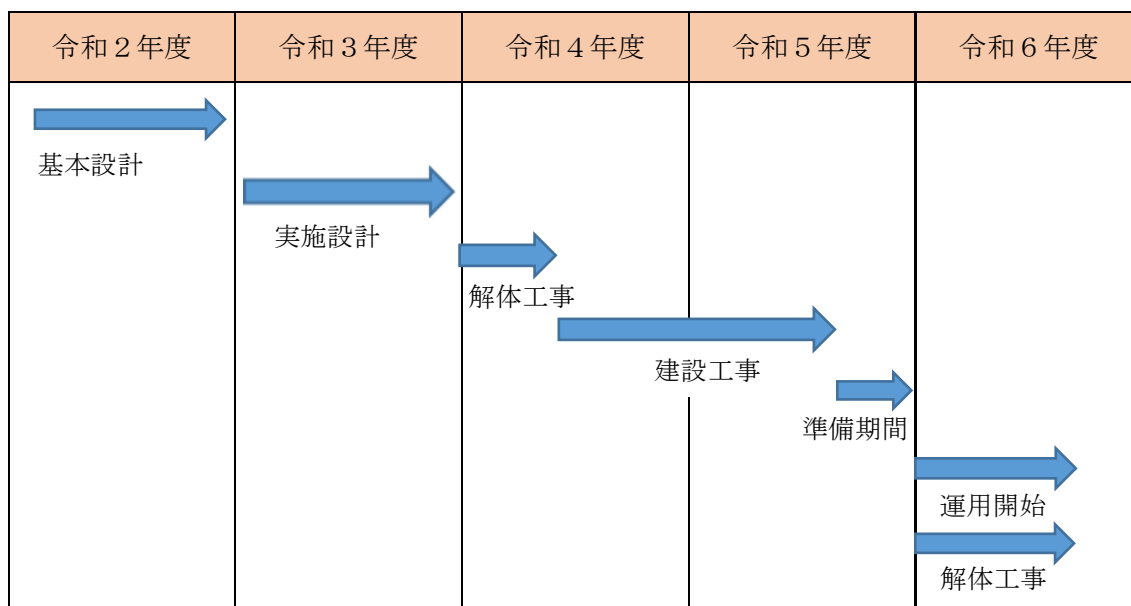 令和２年度
令和３年度
令和４年度
令和５年度
令和６年度
基本設計
実施設計
解体工事
建設工事
準備期間
運用開始
解体工事